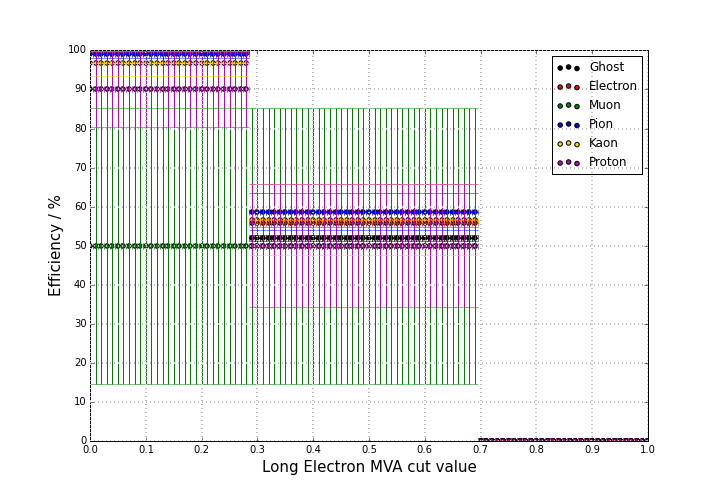 100
90
80
70
60
50
40
30
20
10
0
Efficiency / %
Ghost
Electron
Muon
Pion
Kaon
Proton
0.0 0.1 0.2 0.3 0.4 0.5 0.6 0.7 0.8 0.9 1.0
Long Electron MVA cut value